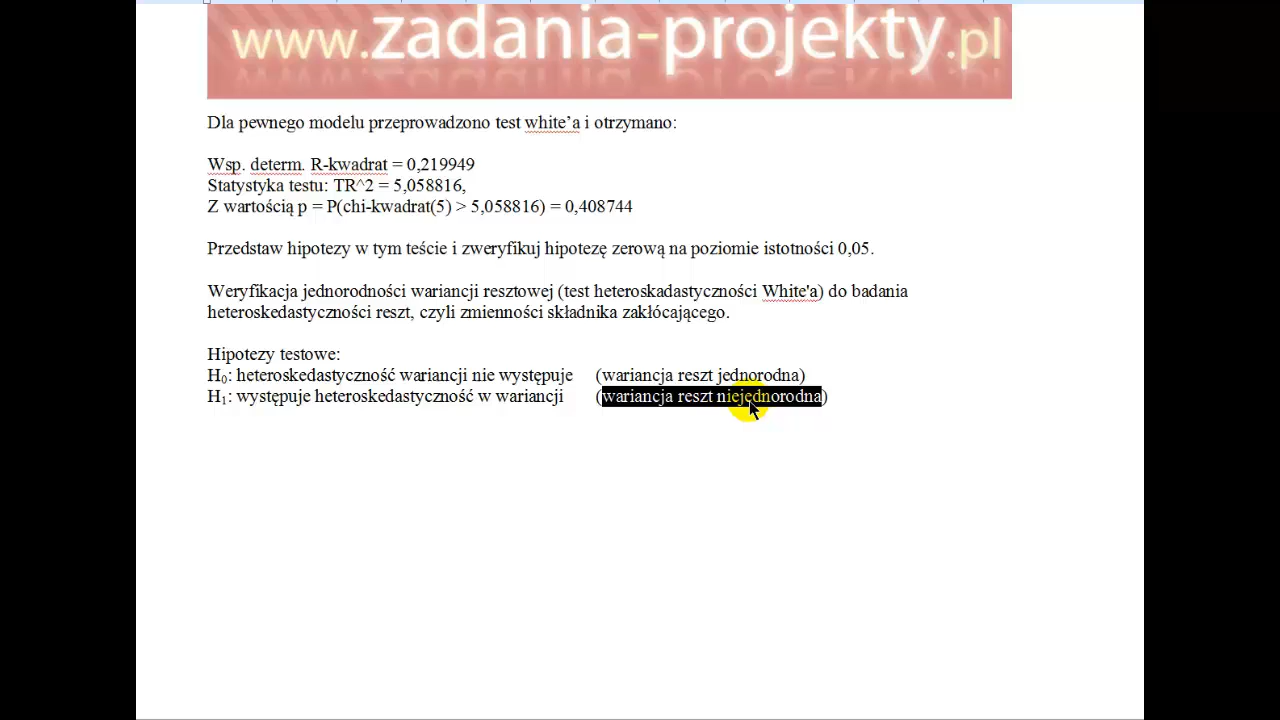 www.zadania-projekty.pl
Dla pewnego modelu przeprowadzono test white’a i otrzymano:
Wsp. determ. R-kwadrat = 0,219949
Statystyka testu: TR^2 = 5,058816,
Z wartością p = P(chi-kwadrat(5) > 5,058816) = 0,408744
Przedstaw hipotezy w tym teście i zweryfikuj hipotezę zerową na poziomie istotności 0,05.
Weryfikacja jednorodności wariancji resztowej (test heteroskadastyczności White'a) do badania
heteroskedastyczności reszt, czyli zmienności składnika zakłócającego.
Hipotezy testowe:
H₀: heteroskedastyczność wariancji nie występuje (wariancja reszt jednorodna)
H₁: występuje heteroskedastyczność w wariancji (wariancja reszt niejednorodna)